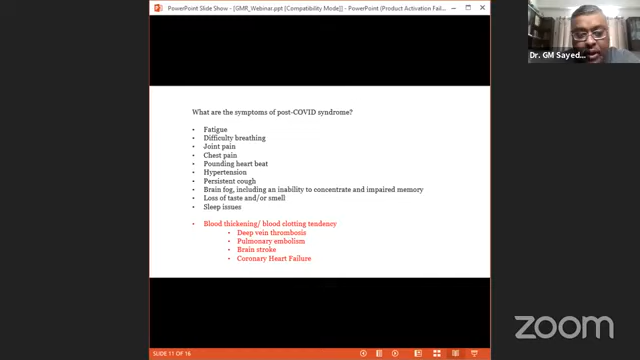 PowerPoint Slide Show - [GMR_Webinar.ppt [Compatibility Mode] - PowerPoint (Product Activation Fail...
Dr. GM Sayed...
What are the symptoms of post-COVID syndrome?
• Fatigue
• Difficulty breathing
• Joint pain
• Chest pain
• Pounding heart beat
• Hypertension
• Persistent cough
• Brain fog, including an inability to concentrate and impaired memory
• Loss of taste and/or smell
• Sleep issues
• Blood thickening/ blood clotting tendency
• Deep vein thrombosis
• Pulmonary embolism
• Brain stroke
• Coronary Heart Failure
zoom
SLIDE 11 OF 16